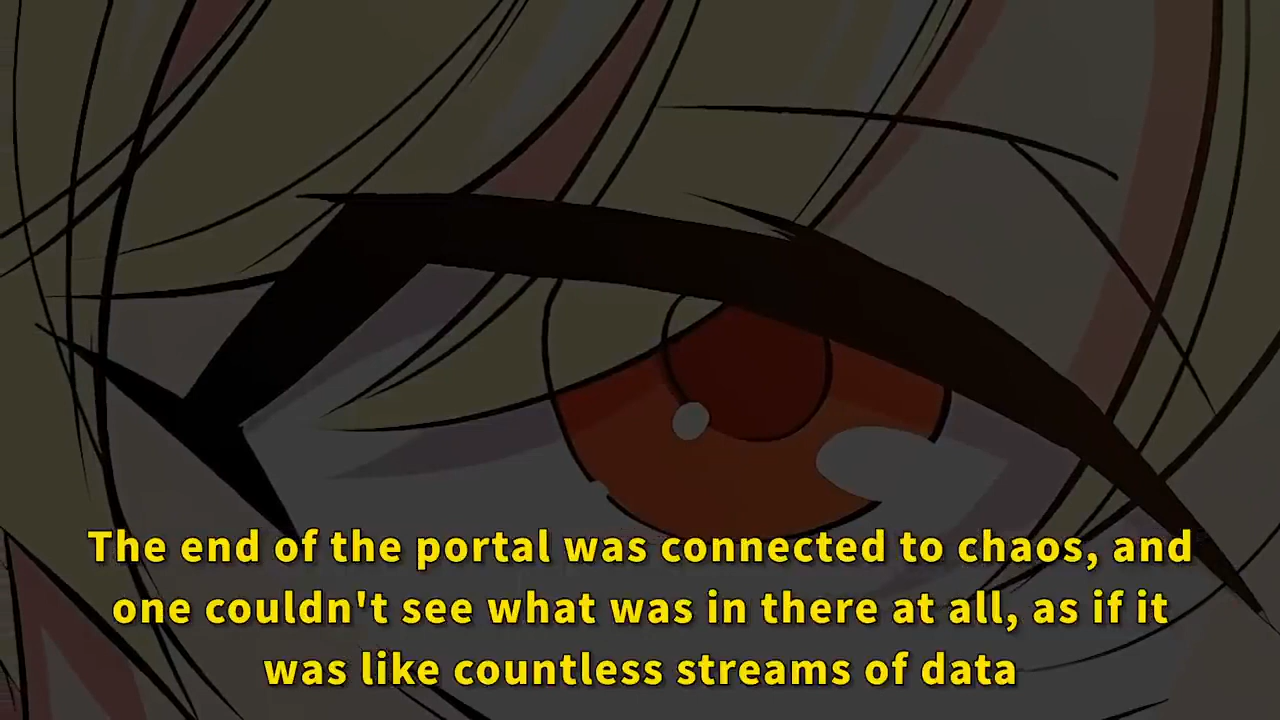 The end of the portal was connected to chaos, and
one couldn't see what was in there at all, as if it
was like countless streams of data